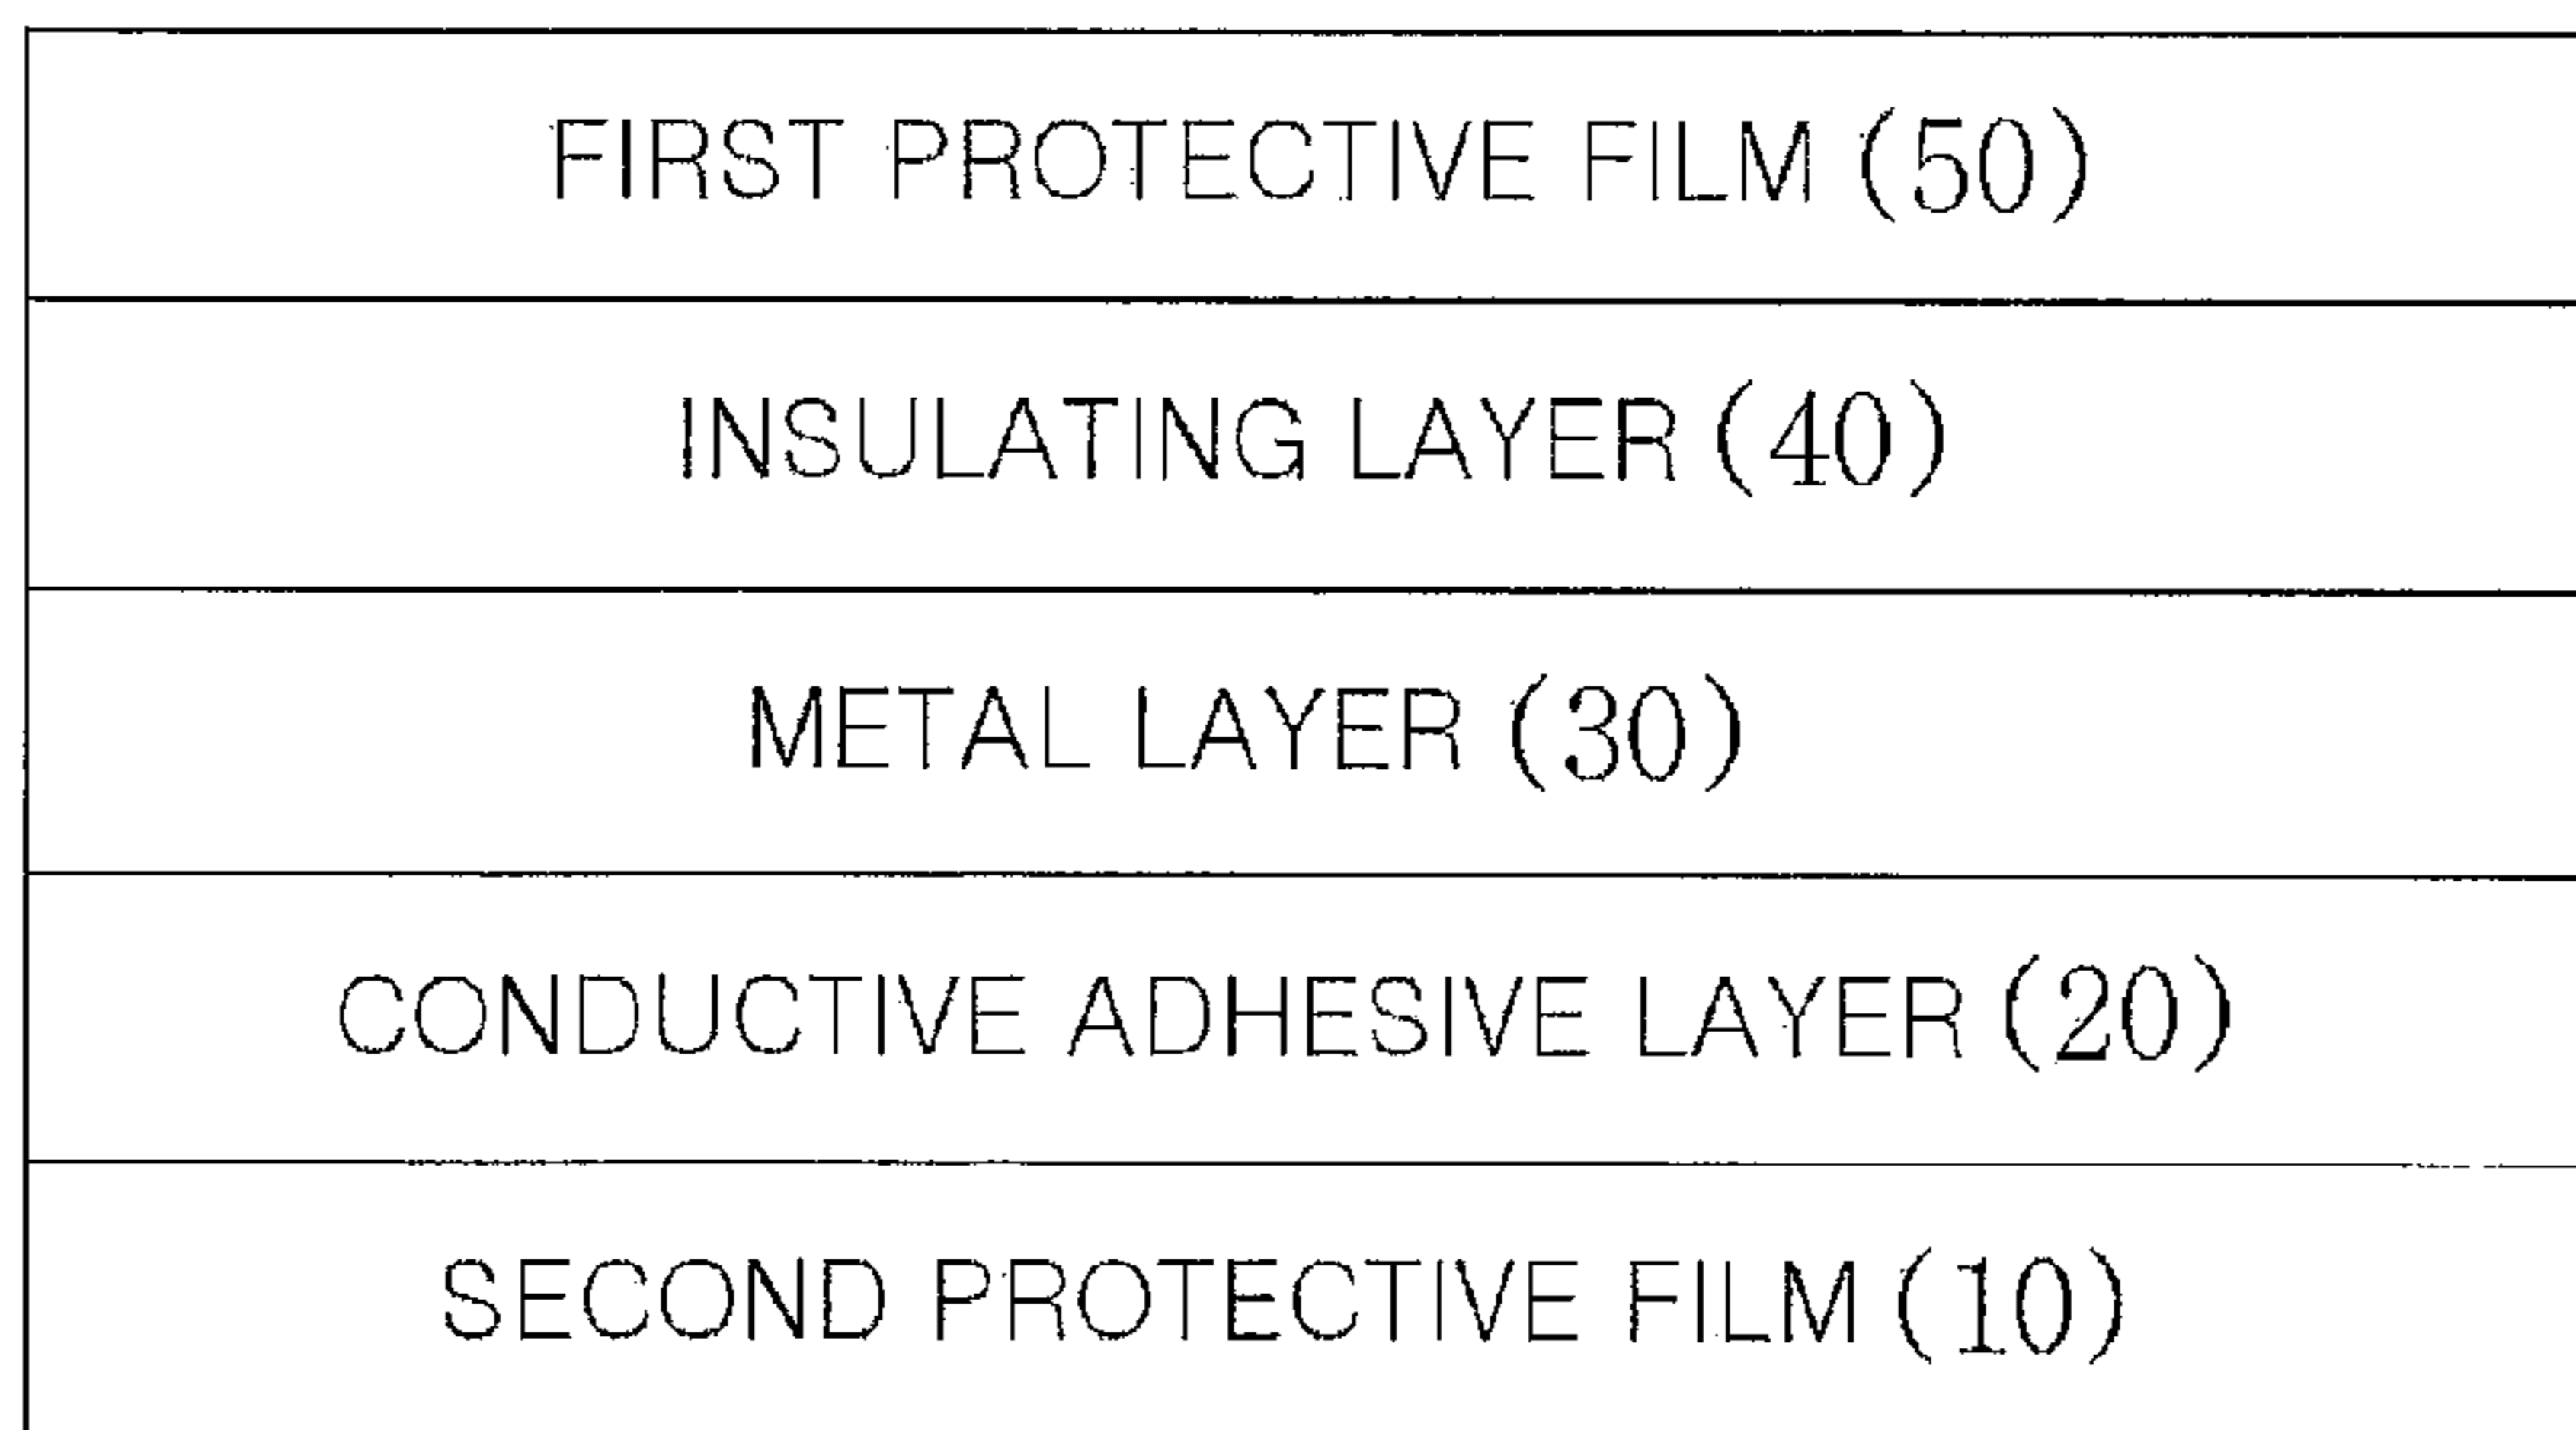 FIRST PROTECTIVE FILM (50)
INSULATING LAYER (40)
METAL LAYER (30)
CONDUCTIVE ADHESIVE LAYER (20)
SECOND PROTECTIVE FILM (10)